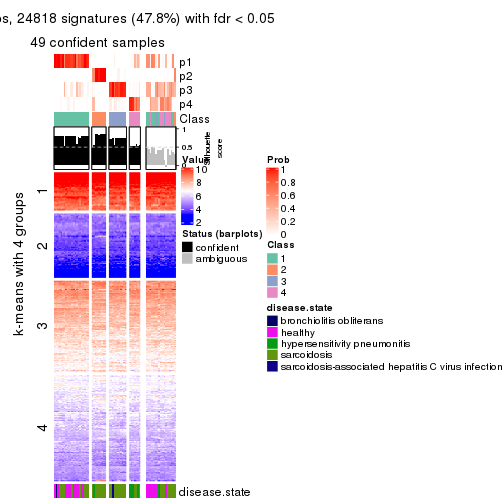 os, 24818 signatures (47.8%) with fdr < 0.05
49 confident samples
p1
p2
p3
p4
Class
1
0.5
0
Silhouette
score
Value
10
8
6
4
2
Prob
1
0.8
0.6
0.4
0.2
0
Status (barplots)
confident
ambiguous
Class
1
2
3
4
disease.state
bronchiolitis obliterans
healthy
hypersensitivity pneumonitis
sarcoidosis
sarcoidosis-associated hepatitis C virus infection
k-means with 4 groups
1
2
3
4
disease.state